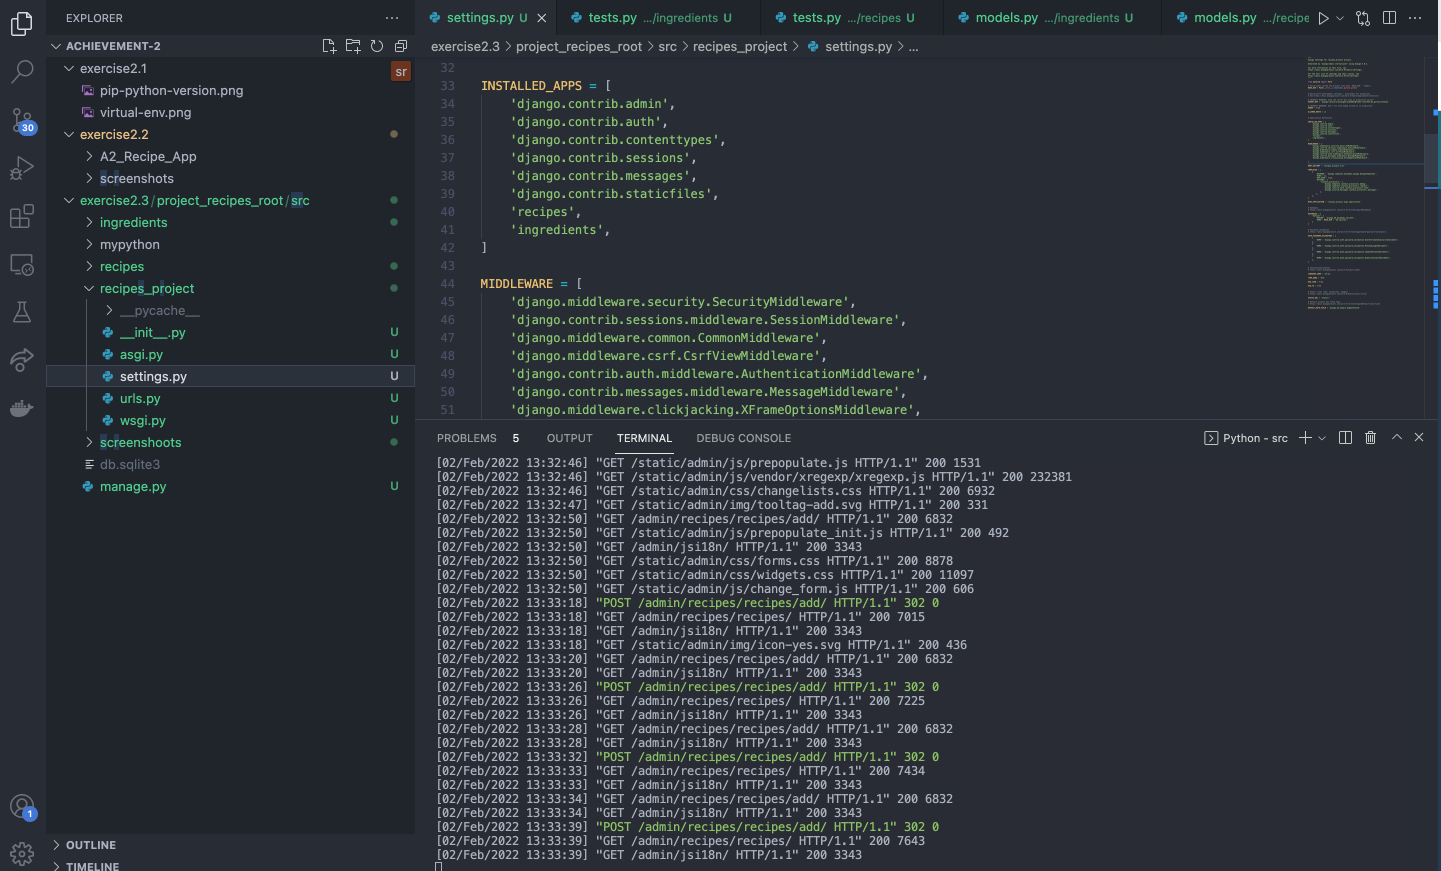 EXPLORER
ACHIEVEMENT-2
exercise2.1
sr
pip-python-version.png
virtual-env.png
30
exercise2.2
A2_Recipe_App
screenshots
exercise2.3/project_recipes_root/src
ingredients
mypython
recipes
recipes_project
__pycache__
__init__.py U
asgi.py U
settings.py U
urls.py U
wsgi.py U
screenshoots
db.sqlite3
manage.py U
1
OUTLINE
TIMELINE
settings.py U
tests.py .../ingredients U
tests.py .../recipes U
models.py .../ingredients U
models.py .../recipe
exercise2.3 > project_recipes_root > src > recipes_project > settings.py > ...
32
33 INSTALLED_APPS = [
34 'django.contrib.admin',
35 'django.contrib.auth',
36 'django.contrib.contenttypes',
37 'django.contrib.sessions',
38 'django.contrib.messages',
39 'django.contrib.staticfiles',
40 'recipes',
41 'ingredients',
42 ]
43
44 MIDDLEWARE = [
45 'django.middleware.security.SecurityMiddleware',
46 'django.contrib.sessions.middleware.SessionMiddleware',
47 'django.middleware.common.CommonMiddleware',
48 'django.middleware.csrf.CsrfViewMiddleware',
49 'django.contrib.auth.middleware.AuthenticationMiddleware',
50 'django.contrib.messages.middleware.MessageMiddleware',
51 'django.middleware.clickjacking.XFrameOptionsMiddleware',
PROBLEMS 5 OUTPUT TERMINAL DEBUG CONSOLE Python - src
[02/Feb/2022 13:32:46] "GET /static/admin/js/prepopulate.js HTTP/1.1" 200 1531
[02/Feb/2022 13:32:46] "GET /static/admin/js/vendor/xregexp/xregexp.js HTTP/1.1" 200 232381
[02/Feb/2022 13:32:46] "GET /static/admin/css/changelists.css HTTP/1.1" 200 6932
[02/Feb/2022 13:32:47] "GET /static/admin/img/tooltag-add.svg HTTP/1.1" 200 331
[02/Feb/2022 13:32:50] "GET /admin/recipes/recipes/add/ HTTP/1.1" 200 6832
[02/Feb/2022 13:32:50] "GET /static/admin/js/prepopulate_init.js HTTP/1.1" 200 492
[02/Feb/2022 13:32:50] "GET /admin/jsi18n/ HTTP/1.1" 200 3343
[02/Feb/2022 13:32:50] "GET /static/admin/css/forms.css HTTP/1.1" 200 8878
[02/Feb/2022 13:32:50] "GET /static/admin/css/widgets.css HTTP/1.1" 200 11097
[02/Feb/2022 13:32:50] "GET /static/admin/js/change_form.js HTTP/1.1" 200 606
[02/Feb/2022 13:33:18] "POST /admin/recipes/recipes/add/ HTTP/1.1" 302 0
[02/Feb/2022 13:33:18] "GET /admin/recipes/recipes/ HTTP/1.1" 200 7015
[02/Feb/2022 13:33:18] "GET /admin/jsi18n/ HTTP/1.1" 200 3343
[02/Feb/2022 13:33:18] "GET /static/admin/img/icon-yes.svg HTTP/1.1" 200 436
[02/Feb/2022 13:33:20] "GET /admin/recipes/recipes/add/ HTTP/1.1" 200 6832
[02/Feb/2022 13:33:20] "GET /admin/jsi18n/ HTTP/1.1" 200 3343
[02/Feb/2022 13:33:26] "POST /admin/recipes/recipes/add/ HTTP/1.1" 302 0
[02/Feb/2022 13:33:26] "GET /admin/recipes/recipes/ HTTP/1.1" 200 7225
[02/Feb/2022 13:33:26] "GET /admin/jsi18n/ HTTP/1.1" 200 3343
[02/Feb/2022 13:33:28] "GET /admin/recipes/recipes/add/ HTTP/1.1" 200 6832
[02/Feb/2022 13:33:28] "GET /admin/jsi18n/ HTTP/1.1" 200 3343
[02/Feb/2022 13:33:32] "POST /admin/recipes/recipes/add/ HTTP/1.1" 302 0
[02/Feb/2022 13:33:33] "GET /admin/recipes/recipes/ HTTP/1.1" 200 7434
[02/Feb/2022 13:33:33] "GET /admin/jsi18n/ HTTP/1.1" 200 3343
[02/Feb/2022 13:33:34] "GET /admin/recipes/recipes/add/ HTTP/1.1" 200 6832
[02/Feb/2022 13:33:34] "GET /admin/jsi18n/ HTTP/1.1" 200 3343
[02/Feb/2022 13:33:39] "POST /admin/recipes/recipes/add/ HTTP/1.1" 302 0
[02/Feb/2022 13:33:39] "GET /admin/recipes/recipes/ HTTP/1.1" 200 7643
[02/Feb/2022 13:33:39] "GET /admin/jsi18n/ HTTP/1.1" 200 3343